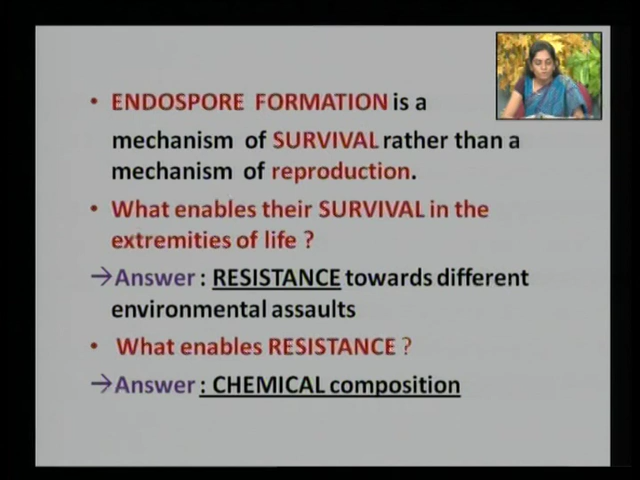 • ENDOSPORE FORMATION is a
mechanism of SURVIVAL rather than a
mechanism of reproduction.
• What enables their SURVIVAL in the
extremities of life ?
→Answer : RESISTANCE towards different
environmental assaults
• What enables RESISTANCE ?
→Answer : CHEMICAL composition